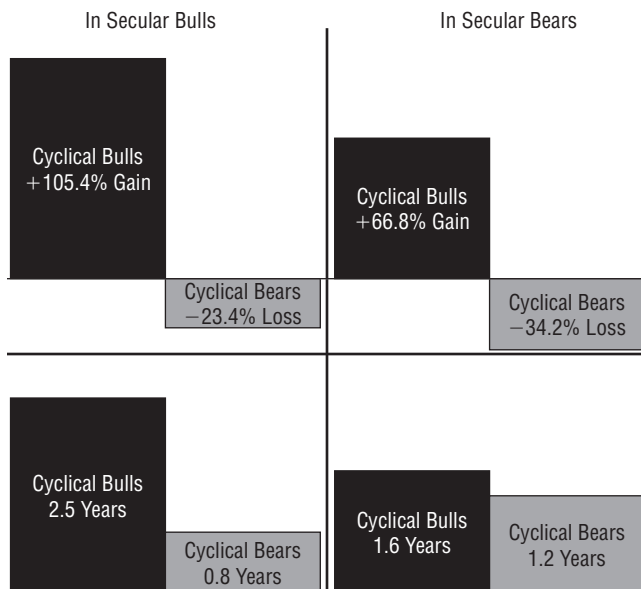 In Secular Bulls
In Secular Bears
Cyclical Bulls
+105.4% Gain
Cyclical Bulls
+66.8% Gain
Cyclical Bears
−23.4% Loss
Cyclical Bears
−34.2% Loss
Cyclical Bulls
2.5 Years
Cyclical Bears
0.8 Years
Cyclical Bulls
1.6 Years
Cyclical Bears
1.2 Years